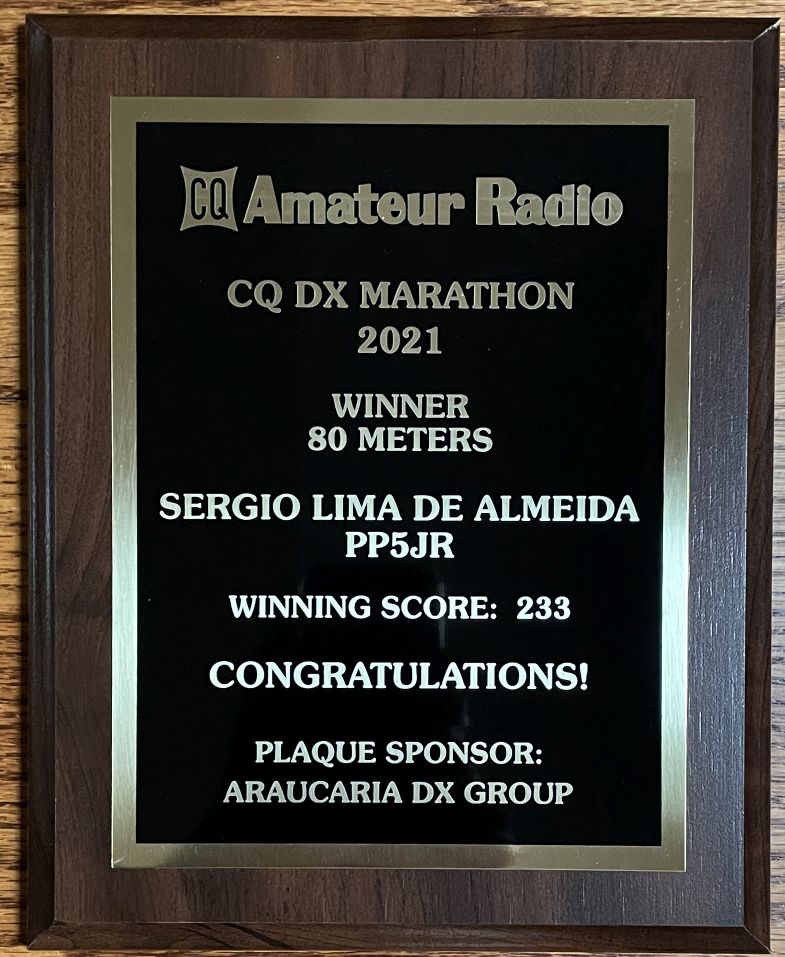 CQ Amateur Radio
CQ DX MARATHON
2021
WINNER
80 METERS
SERGIO LIMA DE ALMEIDA
PP5JR
WINNING SCORE: 233
CONGRATULATIONS!
PLAQUE SPONSOR:
ARAUCARIA DX GROUP